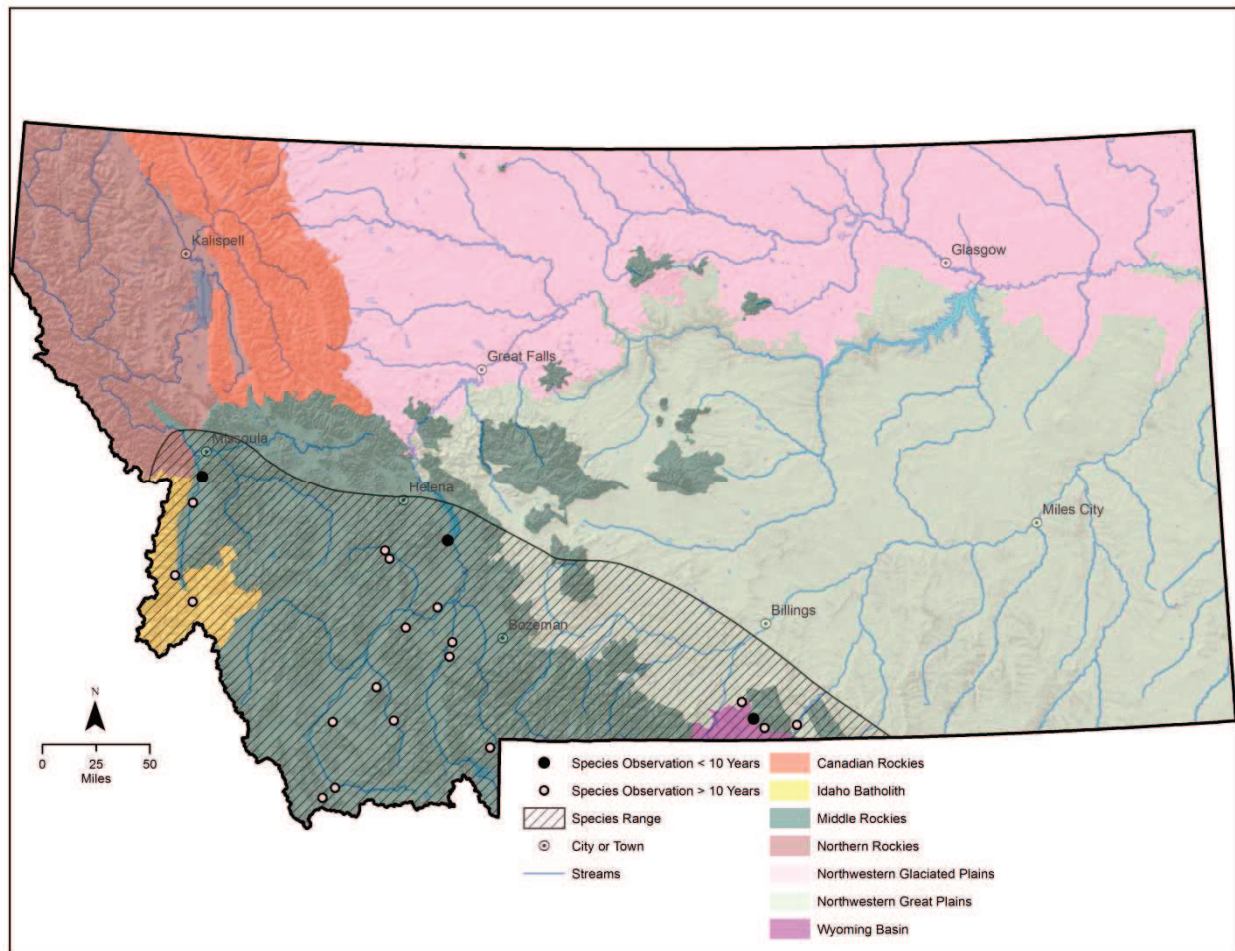 Kalispell
Glasgow
Great Falls
Missoula
Helena
Miles City
Billings
Bozeman
N
0 25 50
Miles
Species Observation < 10 Years
Species Observation > 10 Years
Species Range
City or Town
Streams
Canadian Rockies
Idaho Batholith
Middle Rockies
Northern Rockies
Northwestern Glaciated Plains
Northwestern Great Plains
Wyoming Basin